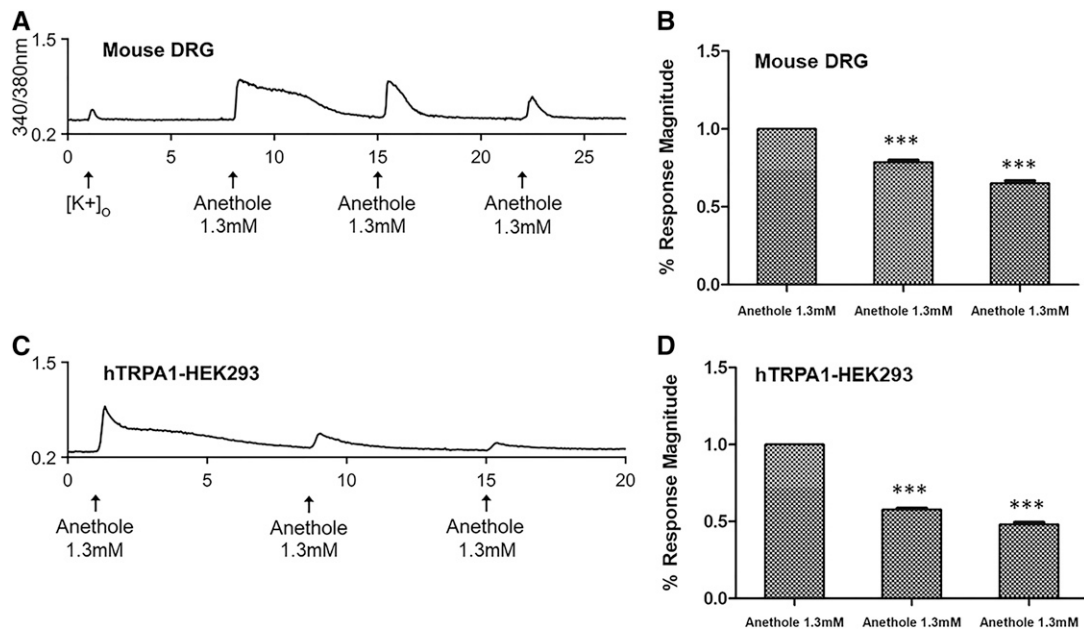 A
1.5
Mouse DRG
340/380nm
0.2
0 5 10 15 20 25
[K+]o Anethole Anethole Anethole
1.3mM 1.3mM 1.3mM
B
1.5
Mouse DRG
% Response Magnitude
1.0
***
***
0.5
0.0
Anethole 1.3mM Anethole 1.3mM Anethole 1.3mM
C
1.5
hTRPA1-HEK293
0.2
0 5 10 15 20
Anethole Anethole Anethole
1.3mM 1.3mM 1.3mM
D
1.5
hTRPA1-HEK293
% Response Magnitude
1.0
***
***
0.5
0.0
Anethole 1.3mM Anethole 1.3mM Anethole 1.3mM